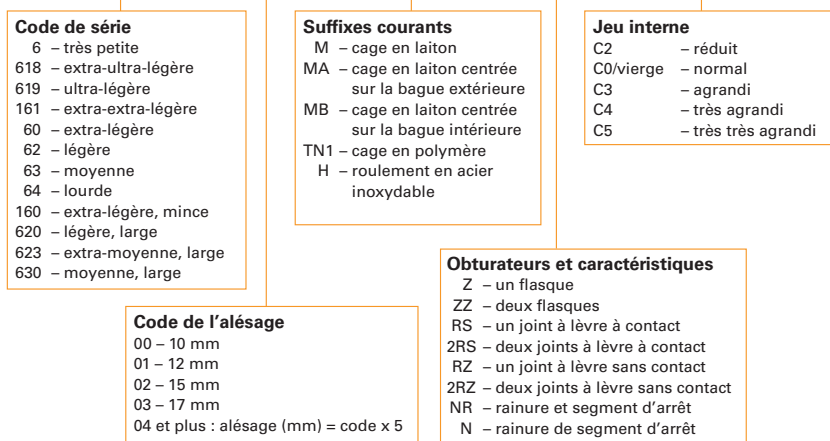 Code de série
6 – très petite
618 – extra-ultra-légère
619 – ultra-légère
161 – extra-extra-légère
60 – extra-légère
62 – légère
63 – moyenne
64 – lourde
160 – extra-légère, mince
620 – légère, large
623 – extra-moyenne, large
630 – moyenne, large
Suffixes courants
M – cage en laiton
MA – cage en laiton centrée
sur la bague extérieure
MB – cage en laiton centrée
sur la bague intérieure
TN1 – cage en polymère
H – roulement en acier
inoxydable
Jeu interne
C2 – réduit
C0/vierge – normal
C3 – agrandi
C4 – très agrandi
C5 – très très agrandi
Code de l'alésage
00 – 10 mm
01 – 12 mm
02 – 15 mm
03 – 17 mm
04 et plus : alésage (mm) = code x 5
Obturateurs et caractéristiques
Z – un flasque
ZZ – deux flasques
RS – un joint à lèvre à contact
2RS – deux joints à lèvre à contact
RZ – un joint à lèvre sans contact
2RZ – deux joints à lèvre sans contact
NR – rainure et segment d'arrêt
N – rainure de segment d'arrêt